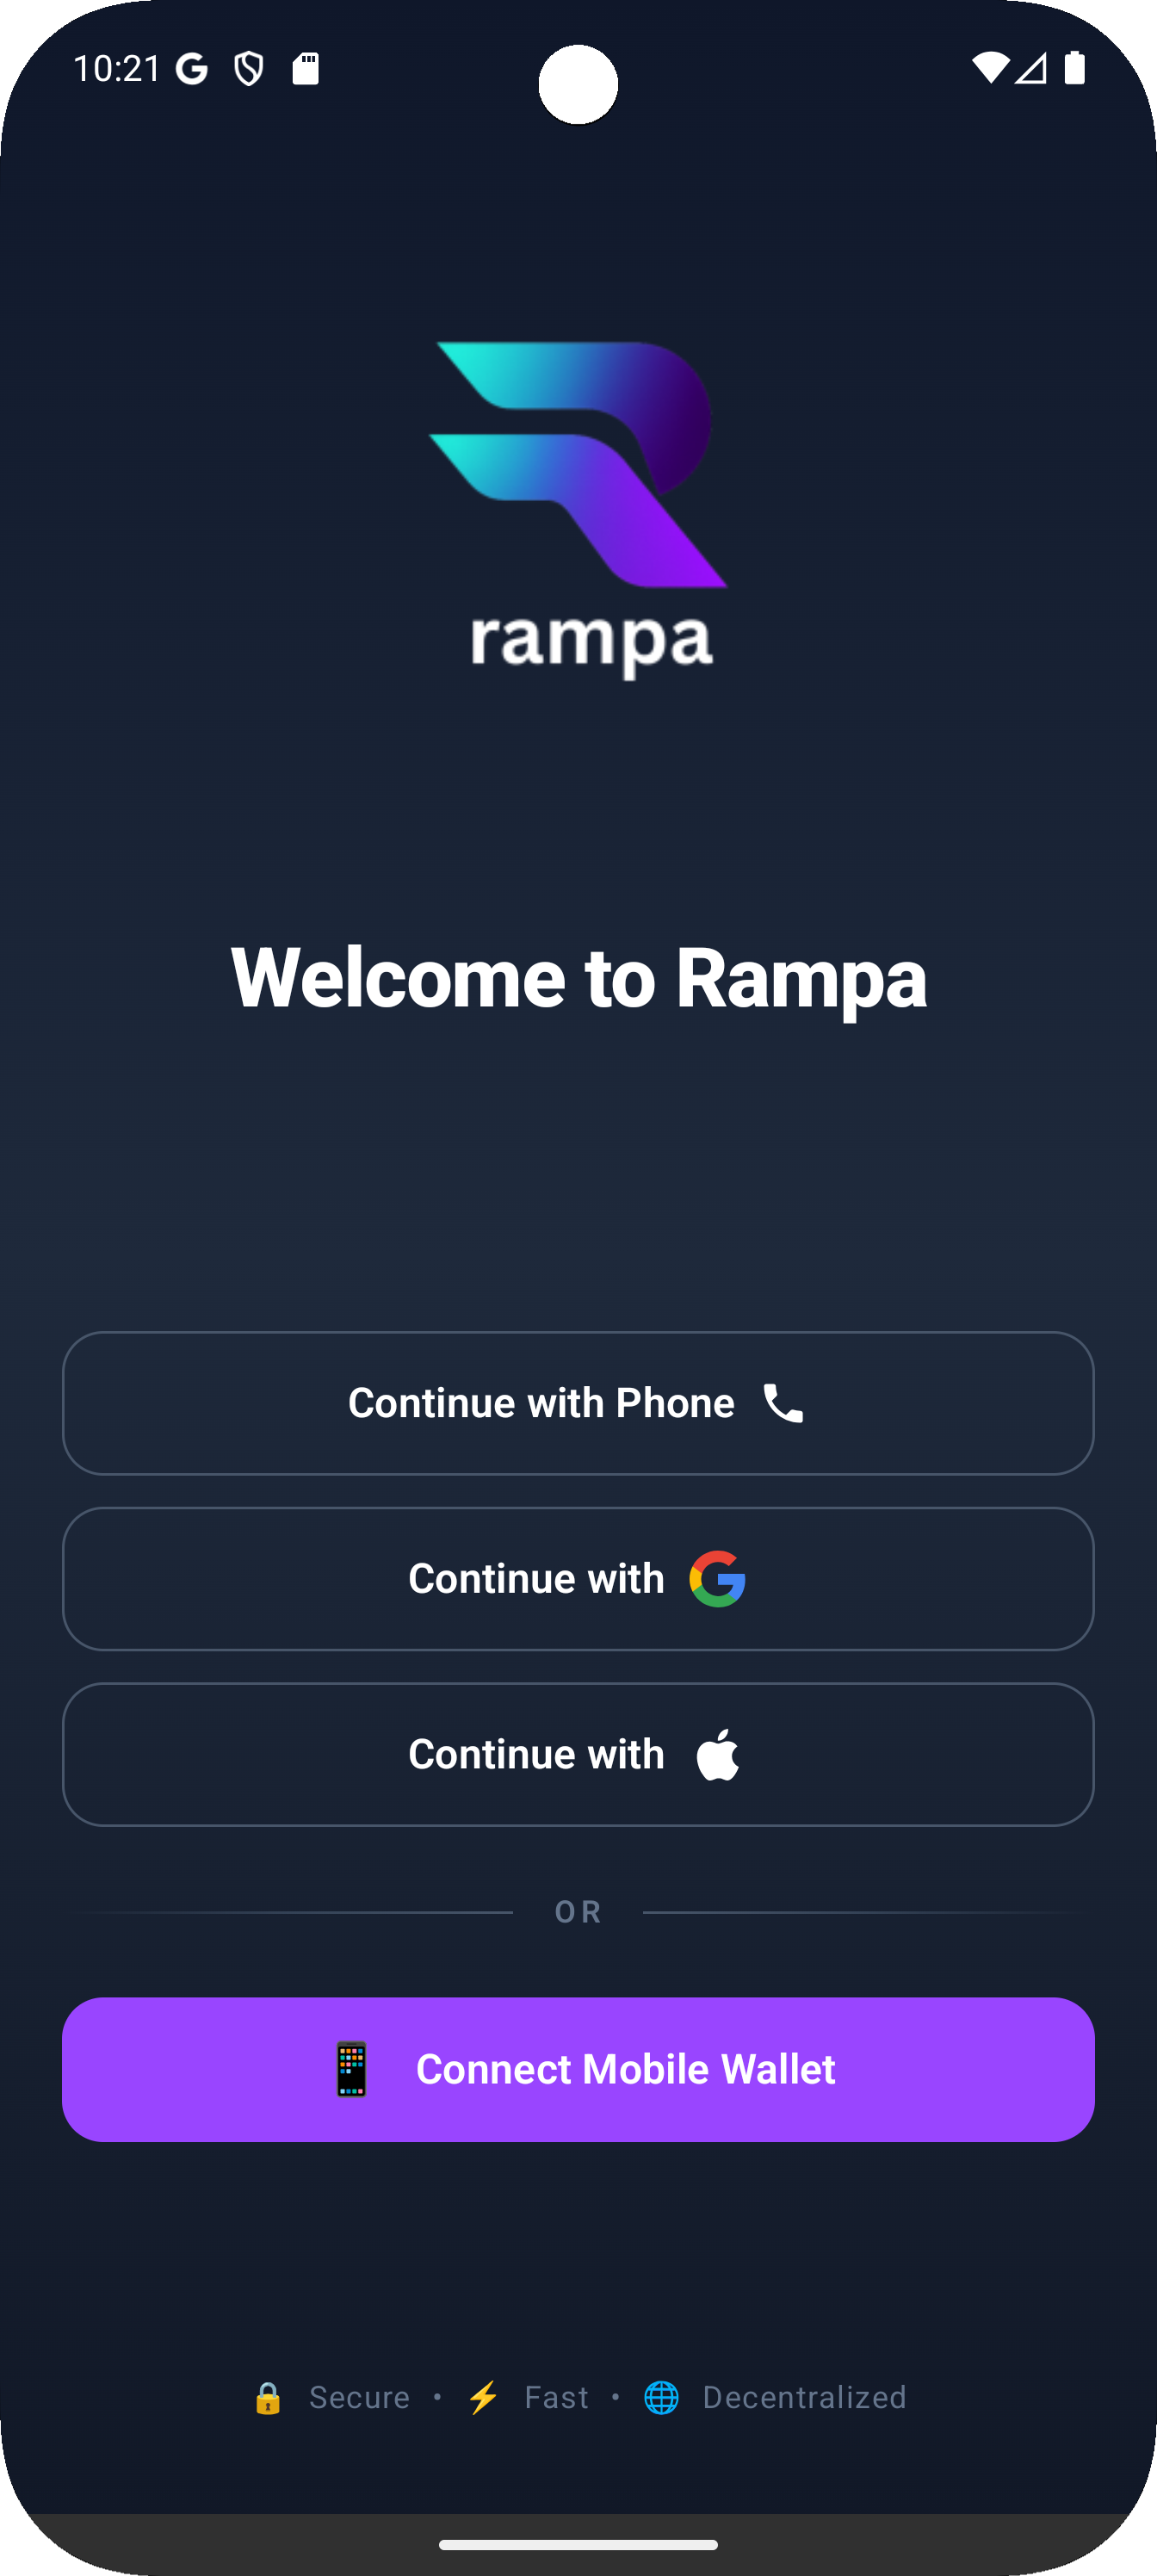 10:21
rampa
Welcome to Rampa
Continue with Phone
Continue with
Continue with
OR
Connect Mobile Wallet
Secure • Fast • Decentralized